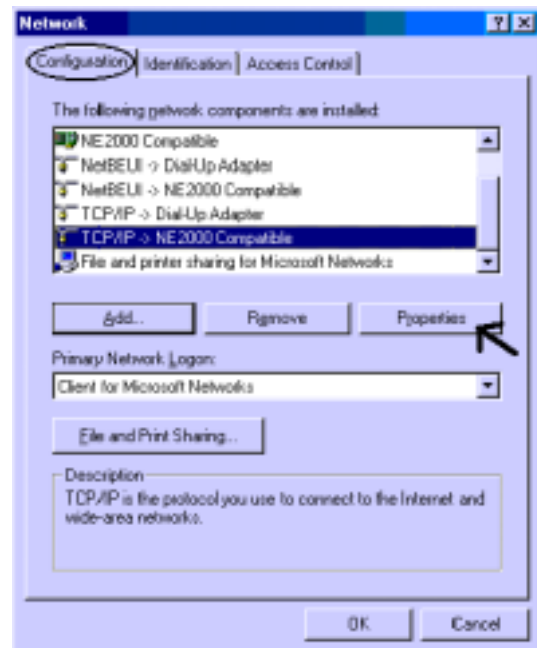 Network
Configuration Identification Access Control
The following network components are installed:
NE2000 Compatible
NetBEUI -> Dial-Up Adapter
NetBEUI -> NE2000 Compatible
TCP/IP -> Dial-Up Adapter
TCP/IP -> NE2000 Compatible
File and printer sharing for Microsoft Networks
Add... Remove Properties
Primary Network Logon:
Client for Microsoft Networks
File and Print Sharing...
Description
TCP/IP is the protocol you use to connect to the Internet and
wide-area networks.
OK Cancel